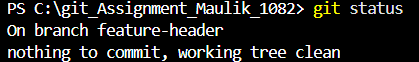 PS C:\git_Assignment_Maulik_1082> git status
On branch feature-header
nothing to commit, working tree clean